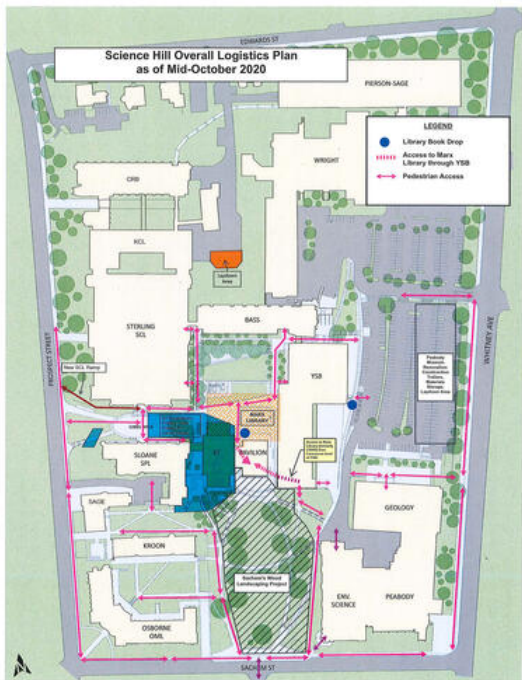 EDWARDS ST
Science Hill Overall Logistics Plan
as of Mid-October 2020
PIERSON-SAGE
LEGEND
Library Book Drop
Access to Marx
Library through YSB
Pedestrian Access
WRIGHT
CRB
KCL
Laydown
Area
BASS
STERLING
SCL
PROSPECT STREET
WHITNEY AVE
New SCL Ramp
YSB
Peabody
Museum
Renovation:
Construction
Trailers,
Materials
Storage,
Laydown Area
MARX
LIBRARY
PAVILION
SLOANE
SPL
SAGE
GEOLOGY
KROON
Sachem's Wood
Landscaping Project
ENV.
SCIENCE
PEABODY
OSBORNE
OML
SACHEM ST